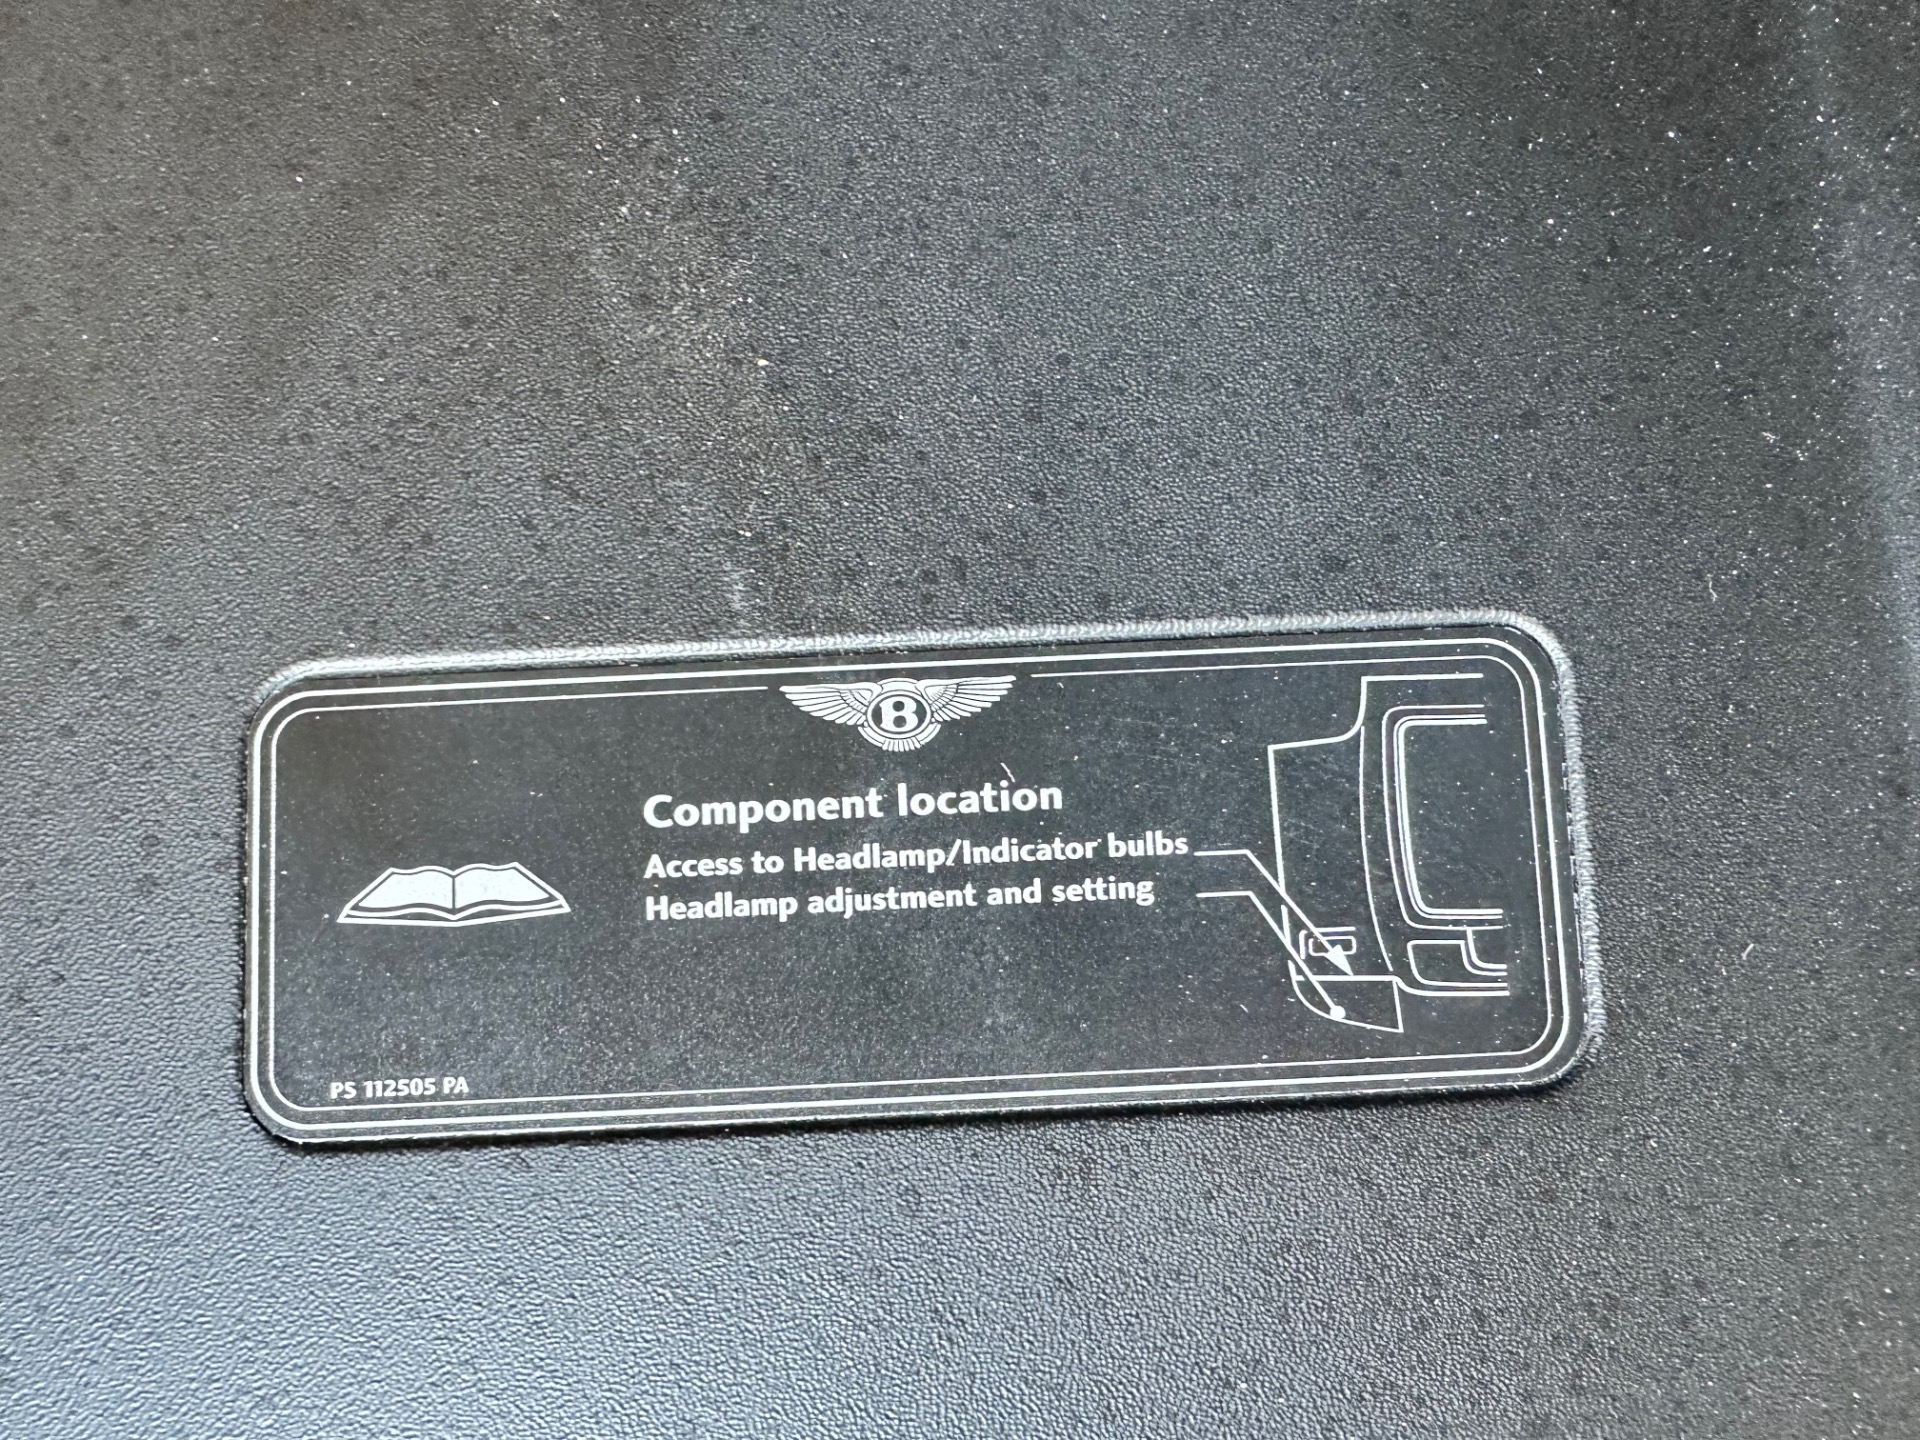 B
Component location
Access to Headlamp/Indicator bulbs
Headlamp adjustment and setting
PS 112505 PA